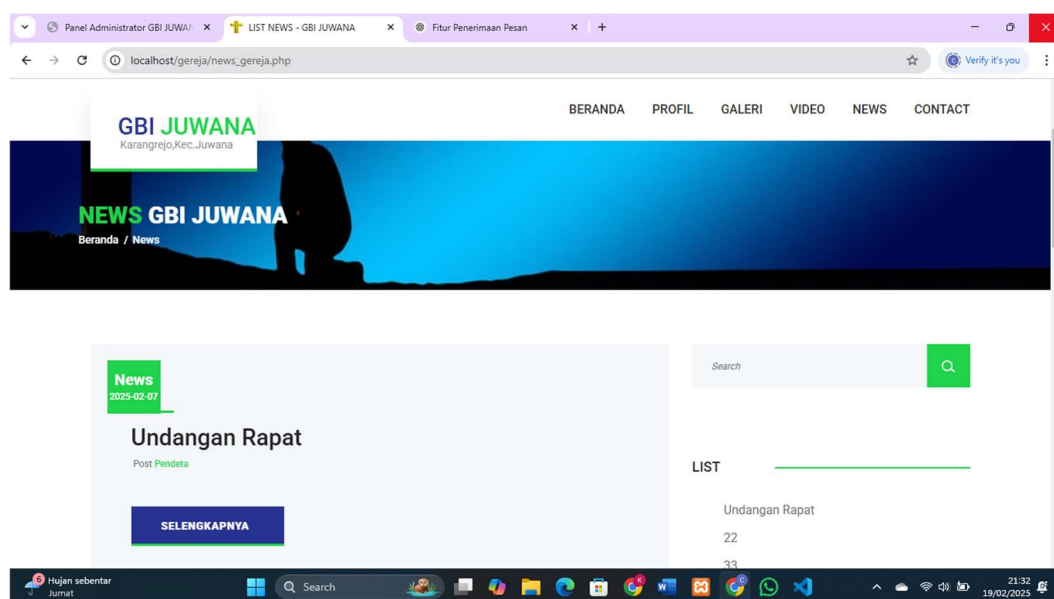 Panel Administrator GBI JUWAN
LIST NEWS - GBI JUWANA
Fitur Penerimaan Pesan
localhost/gereja/news_gereja.php
Verify it's you
GBI JUWANA
Karangrejo,Kec.Juwana
BERANDA PROFIL GALERI VIDEO NEWS CONTACT
NEWS GBI JUWANA
Beranda / News
News
2025-02-07
Undangan Rapat
Post Pendeta
SELENGKAPNYA
Search
LIST
Undangan Rapat
22
33
6
Hujan sebentar
Jumat
Search
21:32
19/02/2025